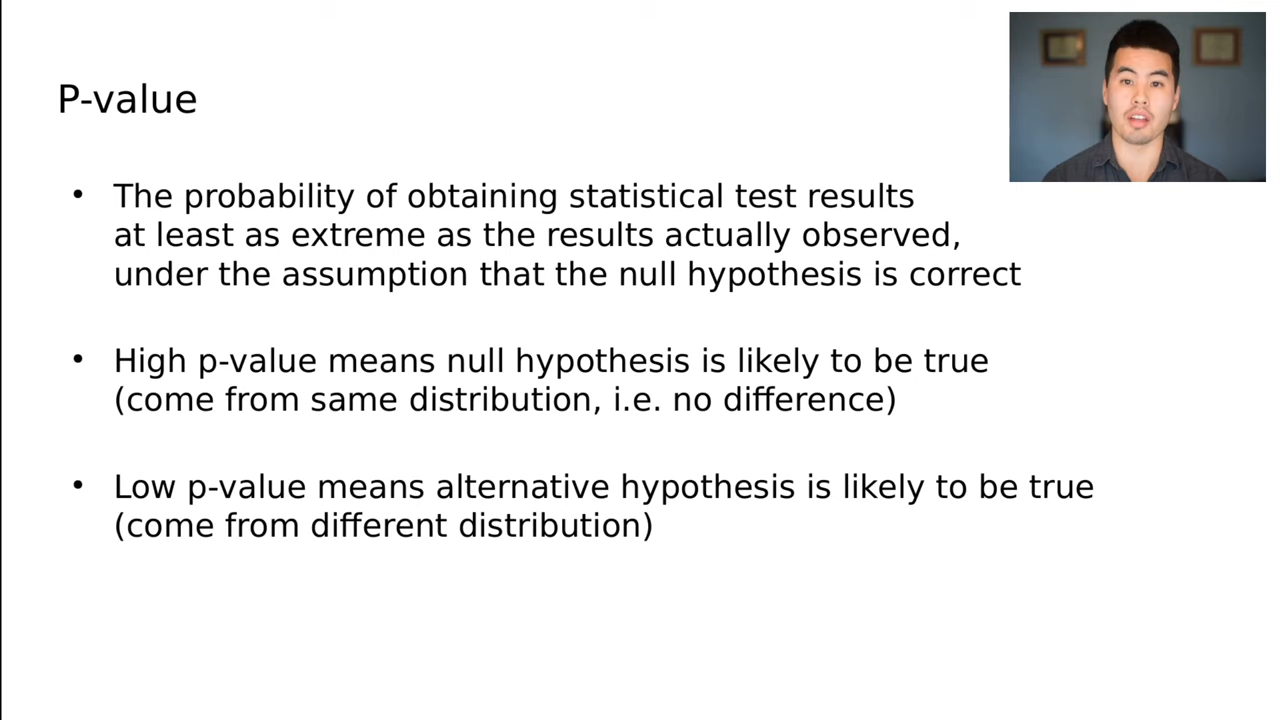 P-value
• The probability of obtaining statistical test results
at least as extreme as the results actually observed,
under the assumption that the null hypothesis is correct
• High p-value means null hypothesis is likely to be true
(come from same distribution, i.e. no difference)
• Low p-value means alternative hypothesis is likely to be true
(come from different distribution)